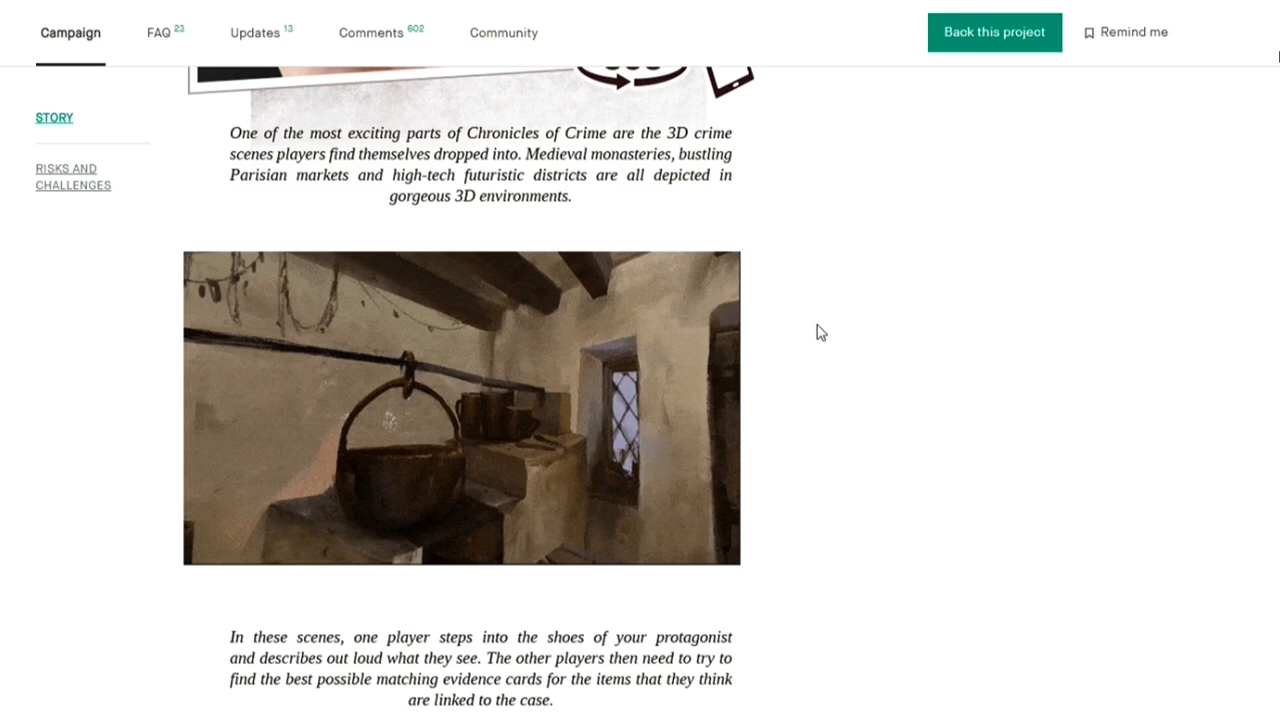 Campaign FAQ 23 Updates 13 Comments 602 Community Back this project Remind me
STORY
RISKS AND
CHALLENGES
One of the most exciting parts of Chronicles of Crime are the 3D crime
scenes players find themselves dropped into. Medieval monasteries, bustling
Parisian markets and high-tech futuristic districts are all depicted in
gorgeous 3D environments.
In these scenes, one player steps into the shoes of your protagonist
and describes out loud what they see. The other players then need to try to
find the best possible matching evidence cards for the items that they think
are linked to the case.